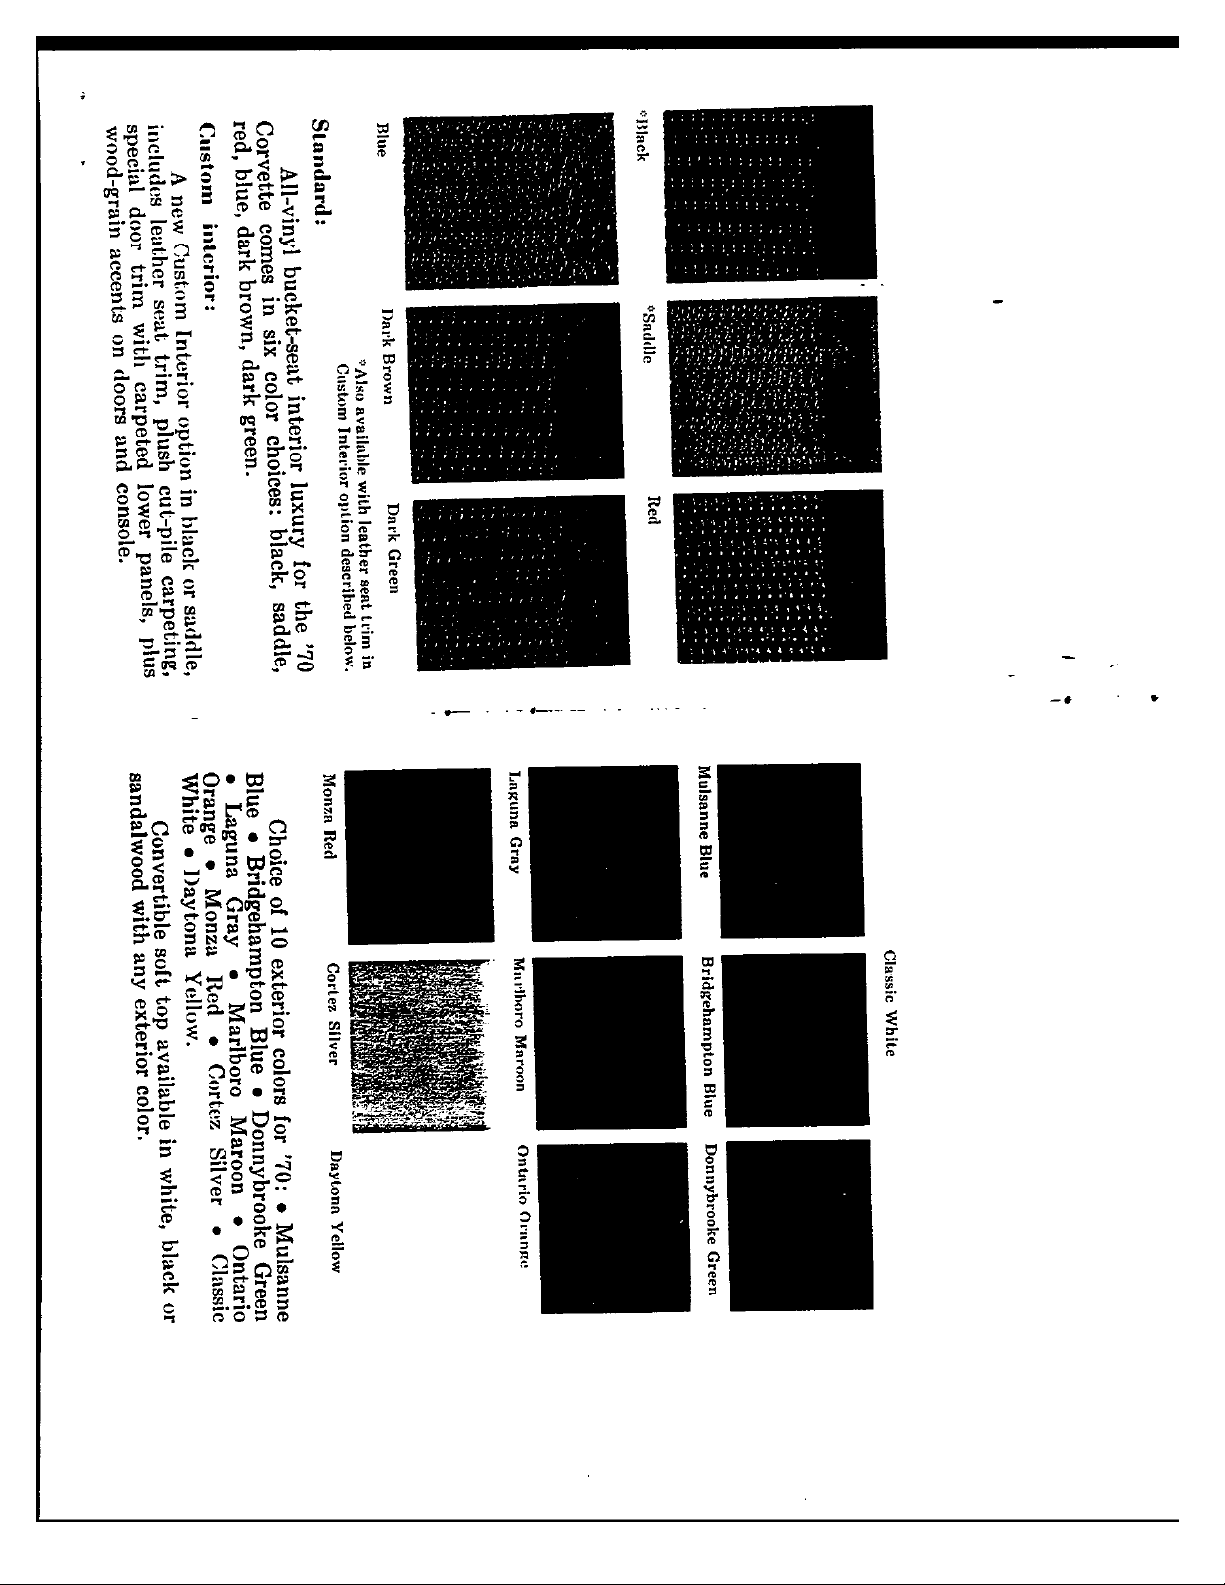 *Black
*Saddle
Red
Blue
Dark Brown
Dark Green
*Also available with leather seat trim in
Custom Interior option described below.
Standard:
All-vinyl bucket-seat interior luxury for the '70
Corvette comes in six color choices: black, saddle,
red, blue, dark brown, dark green.
Custom interior:
A new Custom Interior option in black or saddle,
includes leather seat trim, plush cut-pile carpeting,
special door trim with carpeted lower panels, plus
wood-grain accents on doors and console.
Classic White
Mulsanne Blue
Bridgehampton Blue
Donnybrooke Green
Laguna Gray
Marlboro Maroon
Ontario Orange
Monza Red
Cortez Silver
Daytona Yellow
Choice of 10 exterior colors for '70: • Mulsanne
Blue • Bridgehampton Blue • Donnybrooke Green
• Laguna Gray • Marlboro Maroon • Ontario
Orange • Monza Red • Cortez Silver • Classic
White • Daytona Yellow.
Convertible soft top available in white, black or
sandalwood with any exterior color.